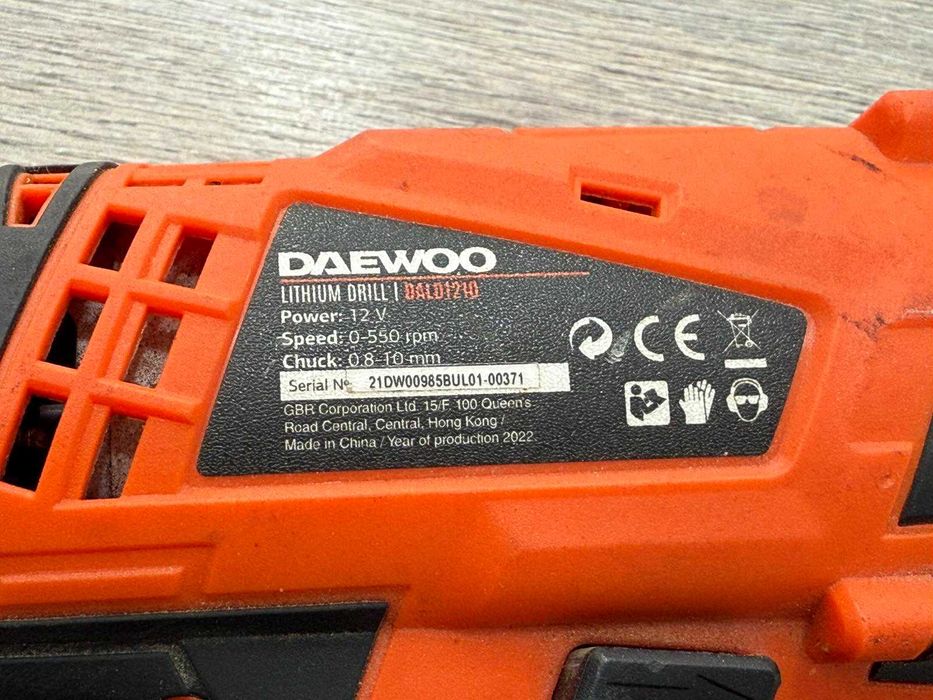 DAEWOO
LITHIUM DRILL | DALD1210
Power: 12 V
Speed: 0-550 rpm
Chuck: 0.8-10 mm
Serial № 21DW00985BUL01-00371
GBR Corporation Ltd. 15/F. 100 Queen's
Road Central, Central, Hong Kong /
Made in China / Year of production 2022.
CE